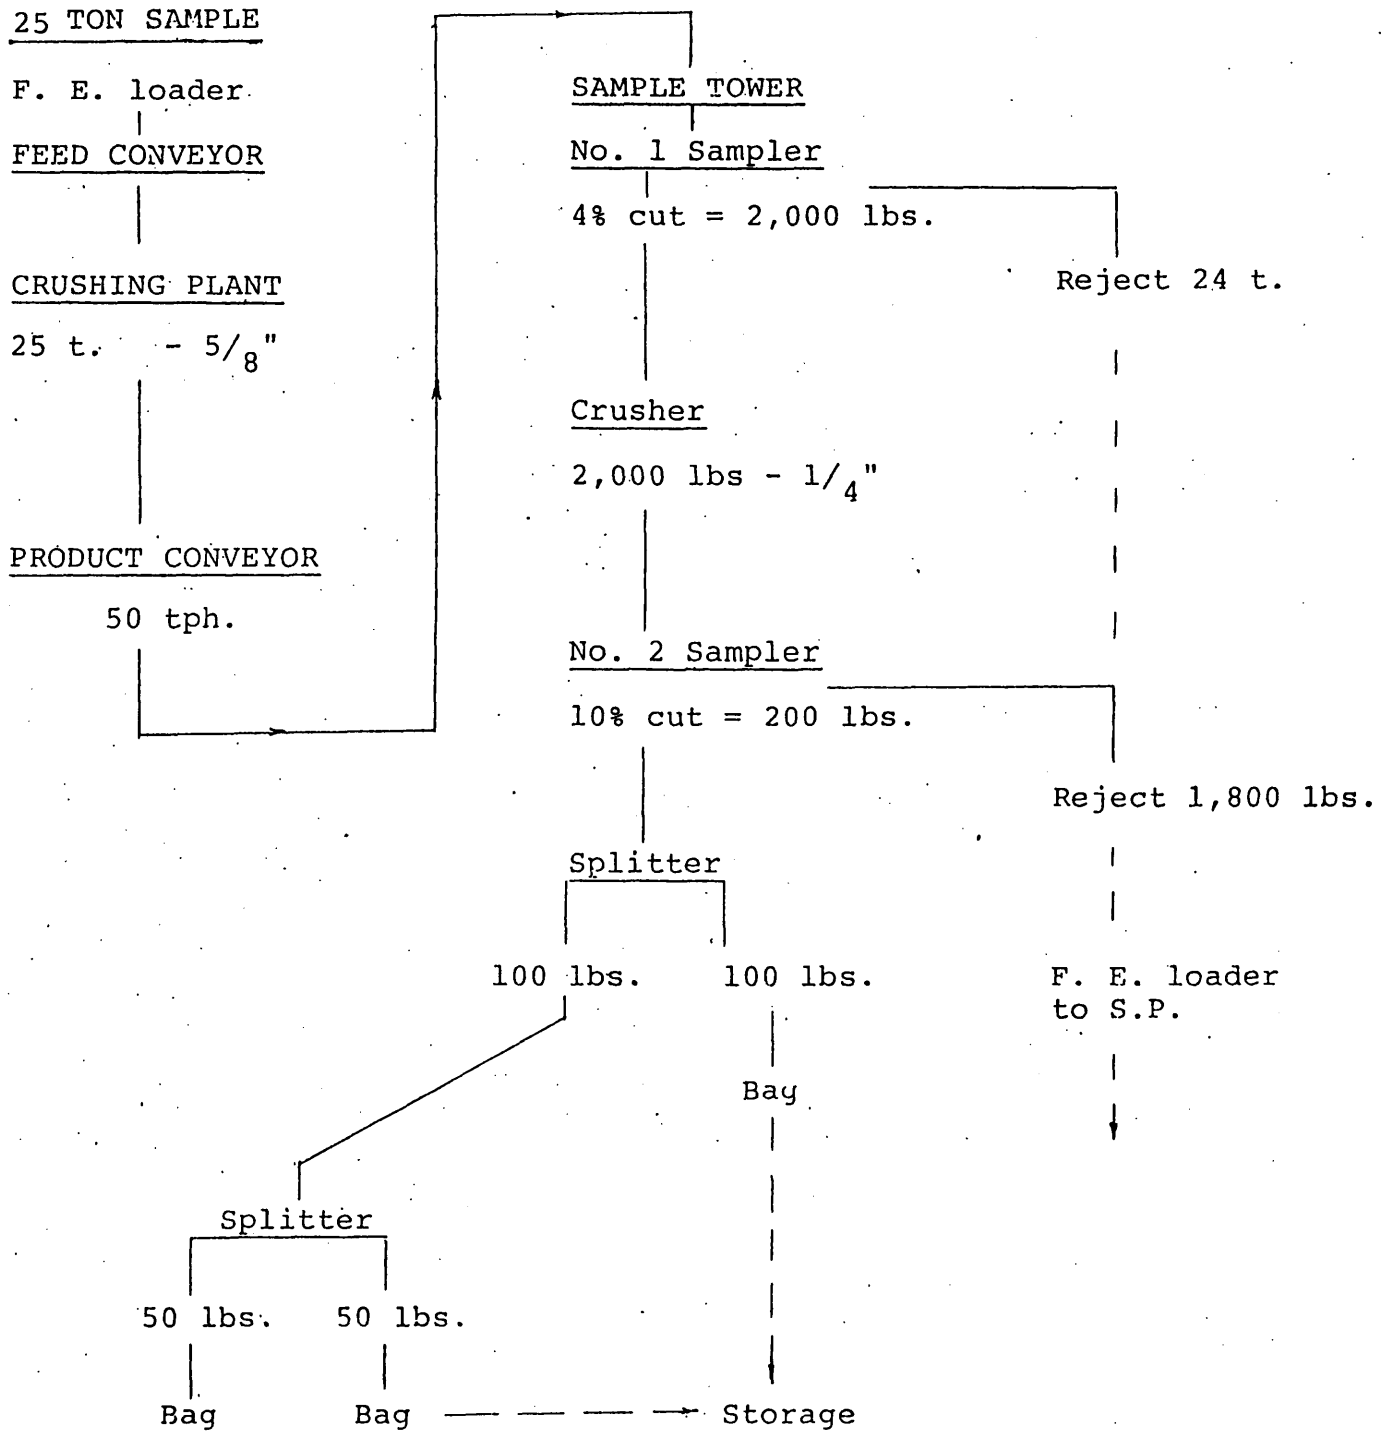 25 TON SAMPLE
F. E. loader
FEED CONVEYOR
CRUSHING PLANT
25 t. - 5/8"
PRODUCT CONVEYOR
50 tph.
SAMPLE TOWER
No. 1 Sampler
4% cut = 2,000 lbs.
Reject 24 t.
Crusher
2,000 lbs - 1/4"
No. 2 Sampler
10% cut = 200 lbs.
Reject 1,800 lbs.
Splitter
100 lbs. 100 lbs.
F. E. loader
to S.P.
Bag
Splitter
50 lbs. 50 lbs.
Bag Bag Storage